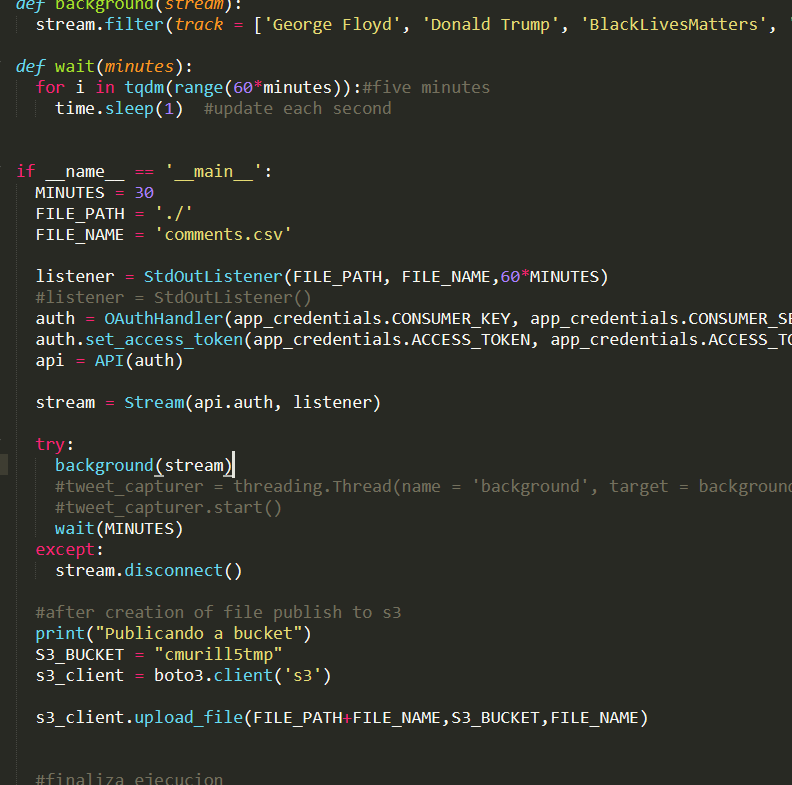 def background(stream):
stream.filter(track = ['George Floyd', 'Donald Trump', 'BlackLivesMatters', '
def wait(minutes):
for i in tqdm(range(60*minutes)):#five minutes
time.sleep(1)  #update each second
if __name__ == '__main__':
MINUTES = 30
FILE_PATH = './'
FILE_NAME = 'comments.csv'
listener = StdOutListener(FILE_PATH, FILE_NAME,60*MINUTES)
#listener = StdOutListener()
auth = OAuthHandler(app_credentials.CONSUMER_KEY, app_credentials.CONSUMER_SE
auth.set_access_token(app_credentials.ACCESS_TOKEN, app_credentials.ACCESS_TO
api = API(auth)
stream = Stream(api.auth, listener)
try:
background(stream)
#tweet_capturer = threading.Thread(name = 'background', target = background
#tweet_capturer.start()
wait(MINUTES)
except:
stream.disconnect()
#after creation of file publish to s3
print("Publicando a bucket")
S3_BUCKET = "cmurill5tmp"
s3_client = boto3.client('s3')
s3_client.upload_file(FILE_PATH+FILE_NAME,S3_BUCKET,FILE_NAME)
#finaliza ejecucion